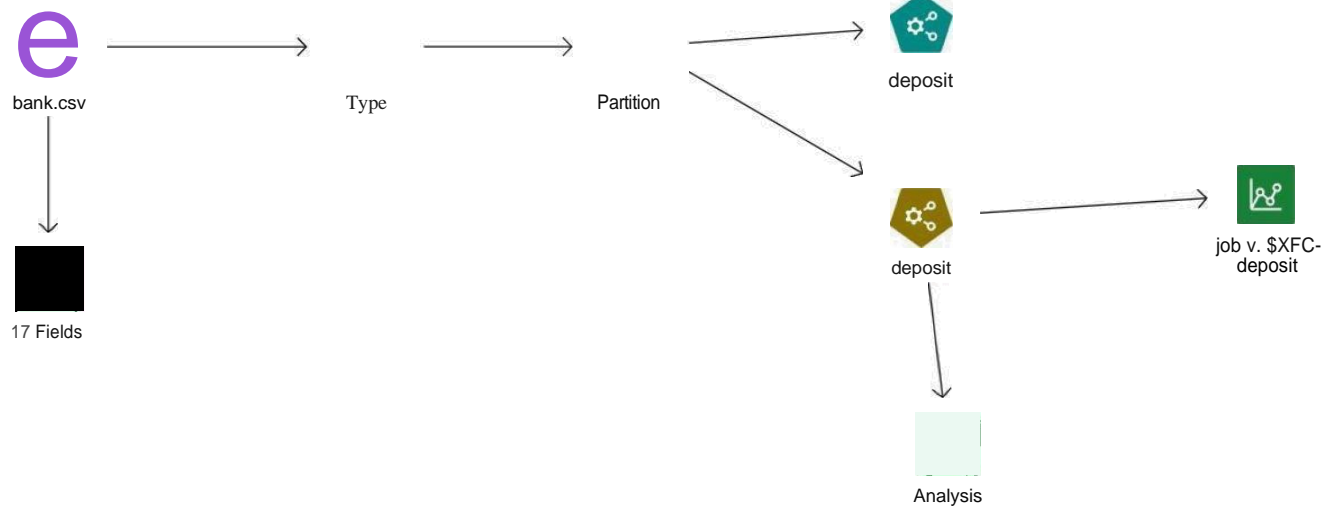 e
bank.csv
Type
Partition
deposit
17 Fields
deposit
job v. $XFC-
deposit
Analysis